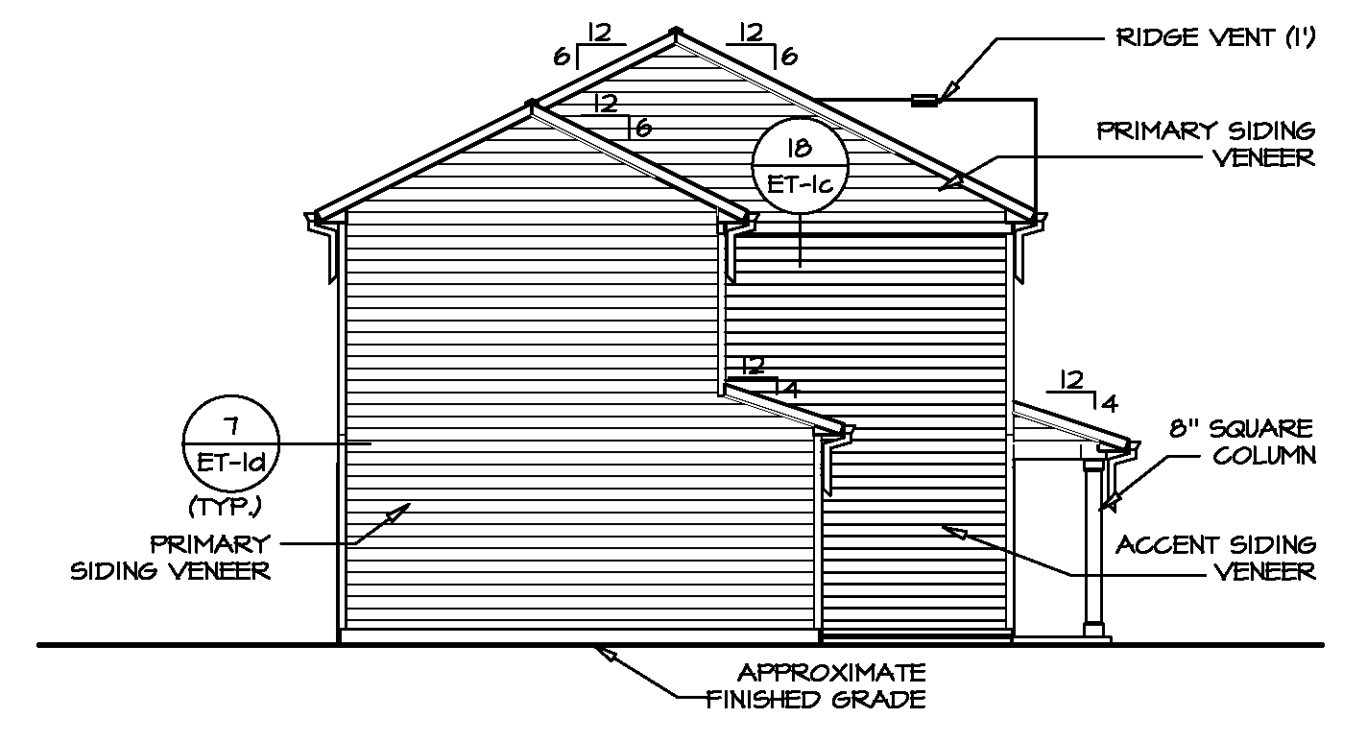 12
6
12
6
RIDGE VENT (1')
12
6
PRIMARY SIDING
VENEER
18
ET-1c
12
4
12
4
7
ET-1d
(TYP.)
8" SQUARE
COLUMN
PRIMARY
SIDING VENEER
ACCENT SIDING
VENEER
APPROXIMATE
FINISHED GRADE